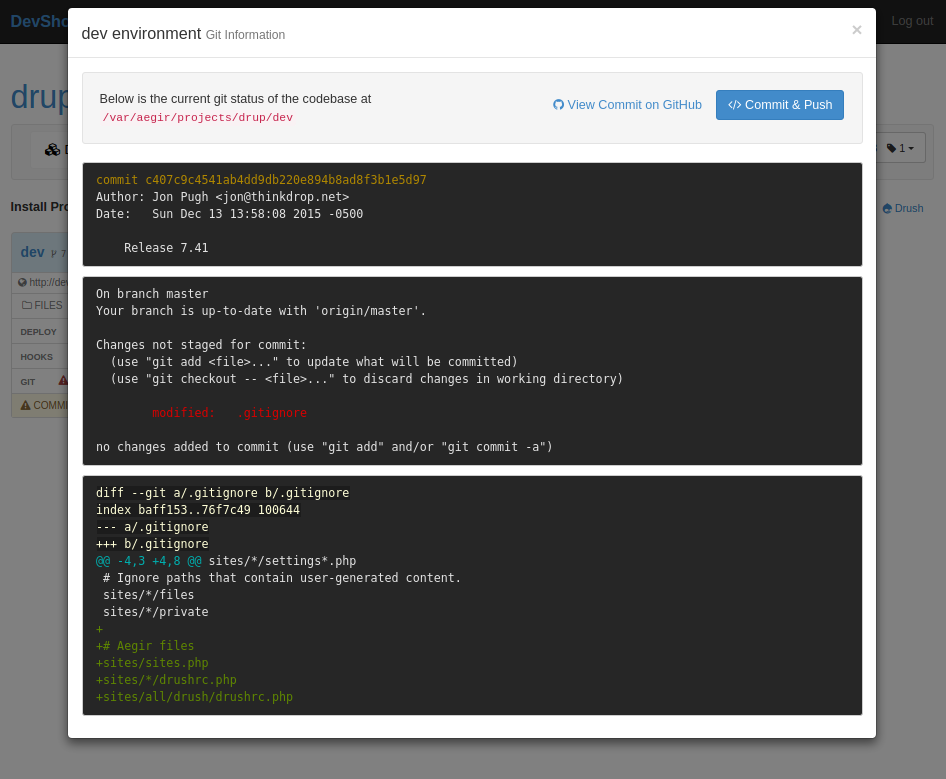 Log out
dev environment Git Information ×
Below is the current git status of the codebase at
/var/aegir/projects/drup/dev
View Commit on GitHub
Commit & Push
commit c407c9c4541ab4dd9db220e894b8ad8f3b1e5d97
Author: Jon Pugh <jon@thinkdrop.net>
Date:   Sun Dec 13 13:58:08 2015 -0500
Release 7.41
On branch master
Your branch is up-to-date with 'origin/master'.
Changes not staged for commit:
(use "git add <file>..." to update what will be committed)
(use "git checkout -- <file>..." to discard changes in working directory)
modified:   .gitignore
no changes added to commit (use "git add" and/or "git commit -a")
diff --git a/.gitignore b/.gitignore
index baff153..76f7c49 100644
--- a/.gitignore
+++ b/.gitignore
@@ -4,3 +4,8 @@ sites/*/settings*.php
# Ignore paths that contain user-generated content.
sites/*/files
sites/*/private
+
+# Aegir files
+sites/sites.php
+sites/*/drushrc.php
+sites/all/drush/drushrc.php
DevSho
drup
1
Install Pro
Drush
dev 7
http://dev
FILES
DEPLOY
HOOKS
GIT
COMMI